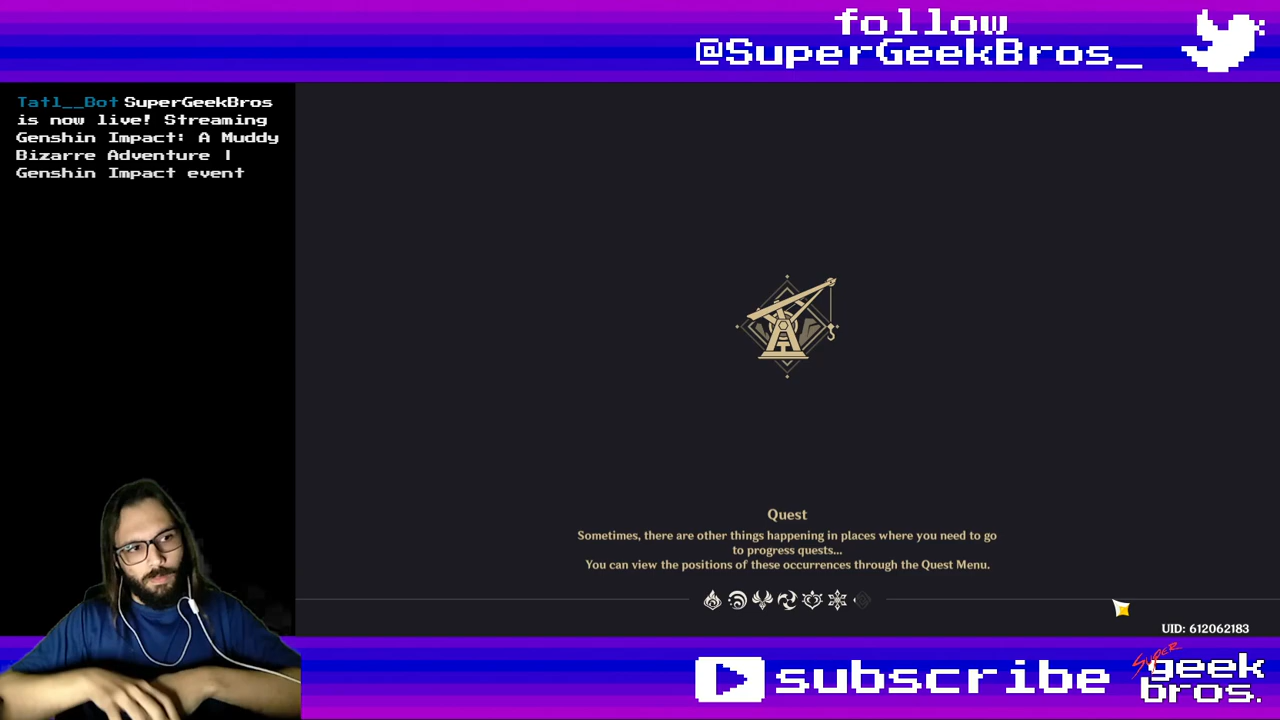 follow
@SuperGeekBros_
Tatl__Bot SuperGeekBros
is now live! Streaming
Genshin Impact: A Muddy
Bizarre Adventure |
Genshin Impact event
Quest
Sometimes, there are other things happening in places where you need to go
to progress quests...
You can view the positions of these occurrences through the Quest Menu.
UID: 612062183
subscribe
SUPER
geek
bros.